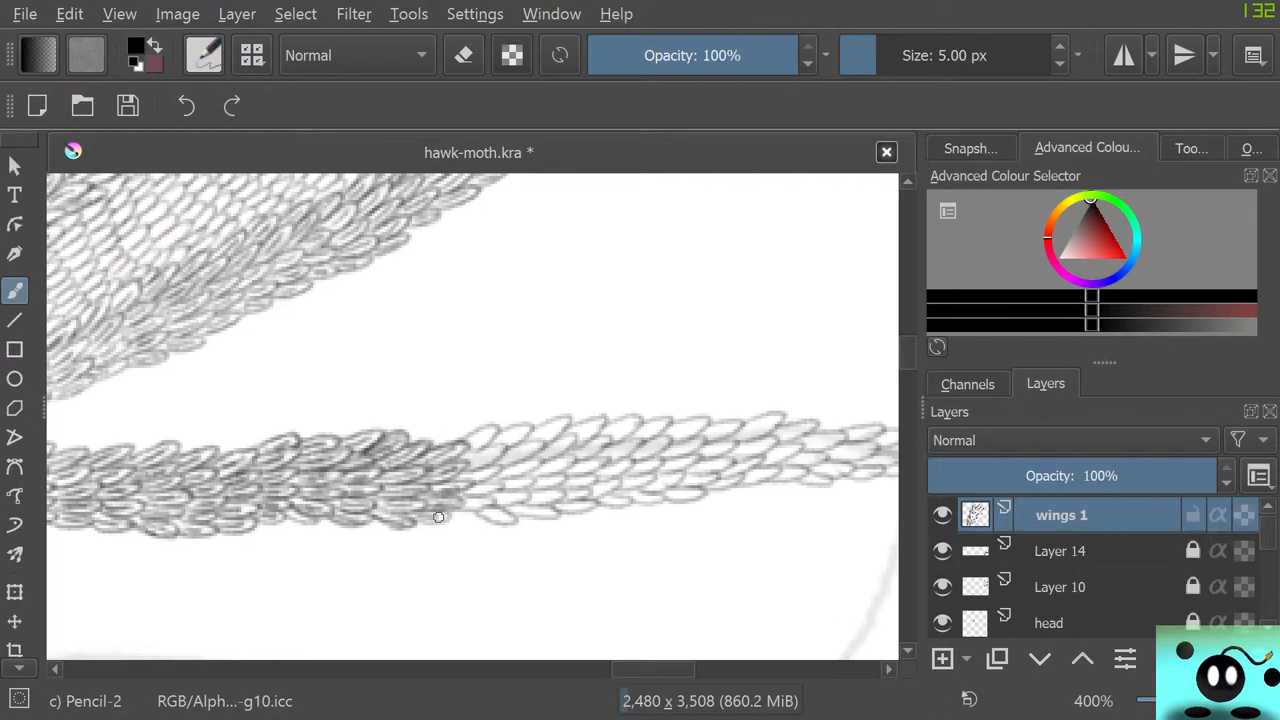 File Edit View Image Layer Select Filter Tools Settings Window Help
132
Normal
Opacity: 100%
Size: 5.00 px
hawk-moth.kra *
Snapsh... Advanced Colou... Too... O...
Advanced Colour Selector
Channels Layers
Layers
Normal
Opacity: 100%
wings 1
Layer 14
Layer 10
head
c) Pencil-2
RGB/Alph...-g10.icc
2,480 x 3,508 (860.2 MiB)
400%